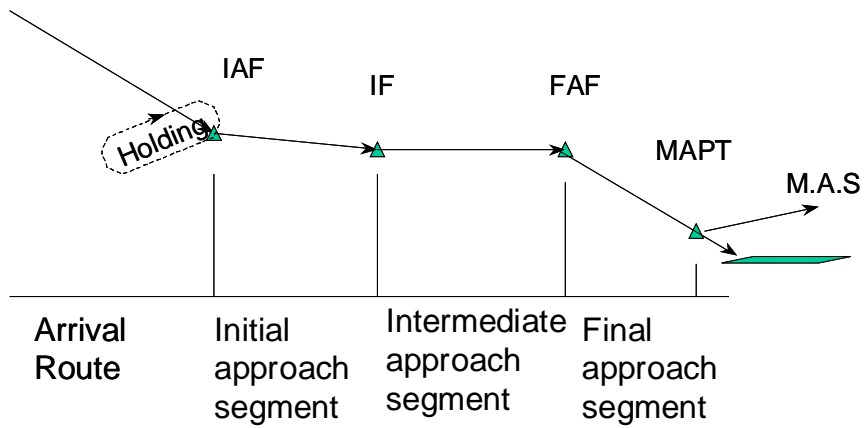 IAF
IF
FAF
Holding
MAPT
M.A.S
Arrival
Route
Initial
approach
segment
Intermediate
approach
segment
Final
approach
segment